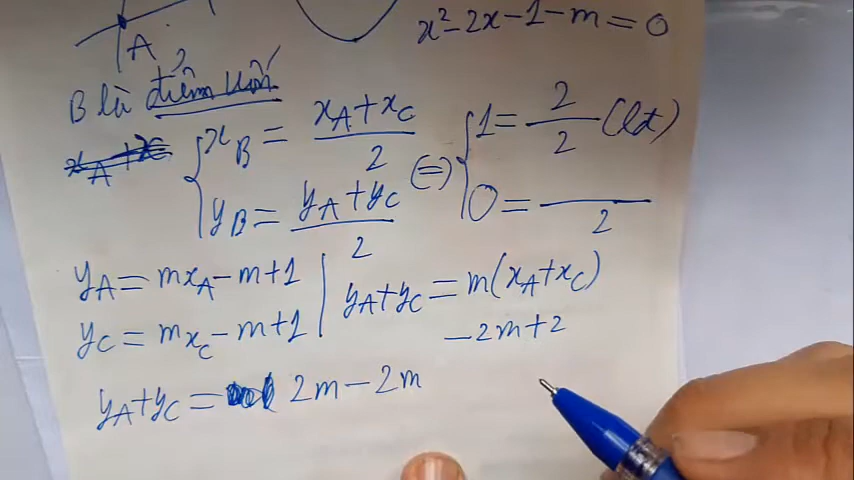 x² - 2x - 1 - m = 0
A
B là điểm uốn
{ x_B = (x_A + x_C)/2 ⇔ { 1 = 2/2 (lđ)
y_B = (y_A + y_C)/2 0 = /2
y_A = mx_A - m + 1 | y_A + y_C = m(x_A + x_C)
y_C = mx_C - m + 1 - 2m + 2
y_A + y_C = 2m - 2m